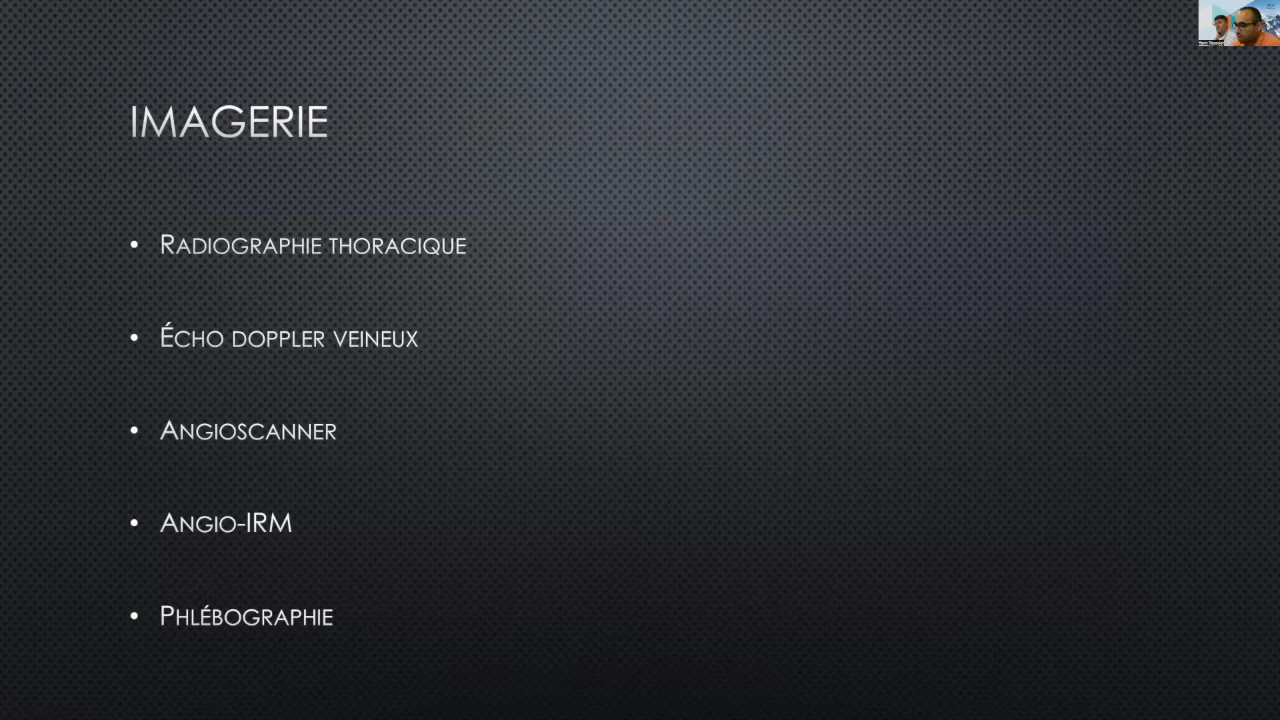 IMAGERIE
• RADIOGRAPHIE THORACIQUE
• ÉCHO DOPPLER VEINEUX
• ANGIOSCANNER
• ANGIO-IRM
• PHLÉBOGRAPHIE